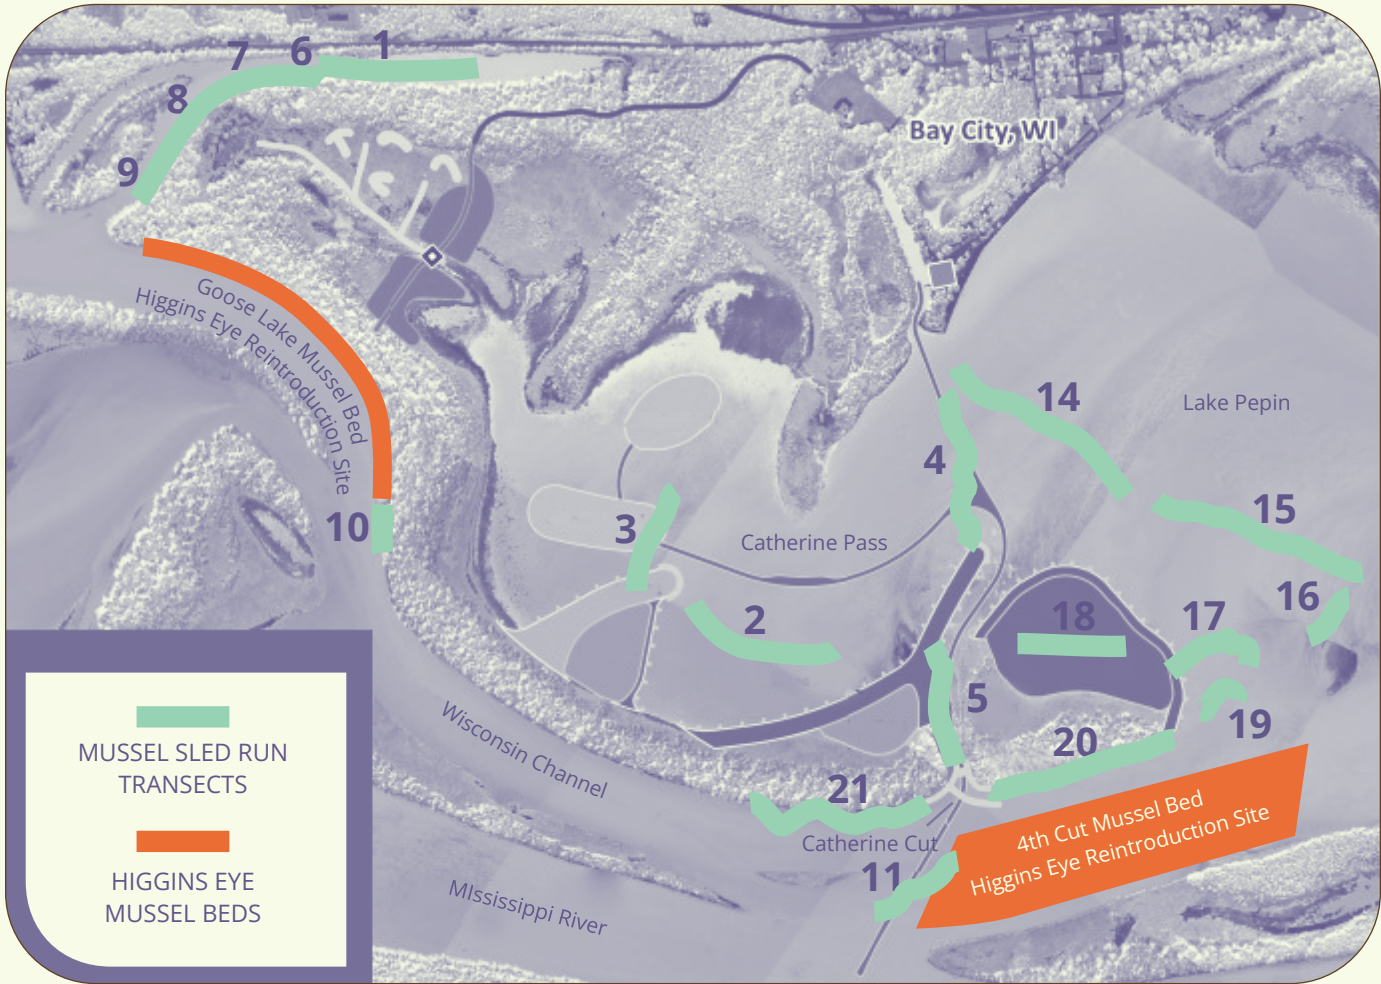 1
6
7
8
9
Bay City, WI
Goose Lake Mussel Bed
Higgins Eye Reintroduction Site
14
Lake Pepin
4
15
10
3
Catherine Pass
16
17
18
2
5
19
20
Wisconsin Channel
21
Catherine Cut
4th Cut Mussel Bed
Higgins Eye Reintroduction Site
11
MIssissippi River
MUSSEL SLED RUN
TRANSECTS
HIGGINS EYE
MUSSEL BEDS